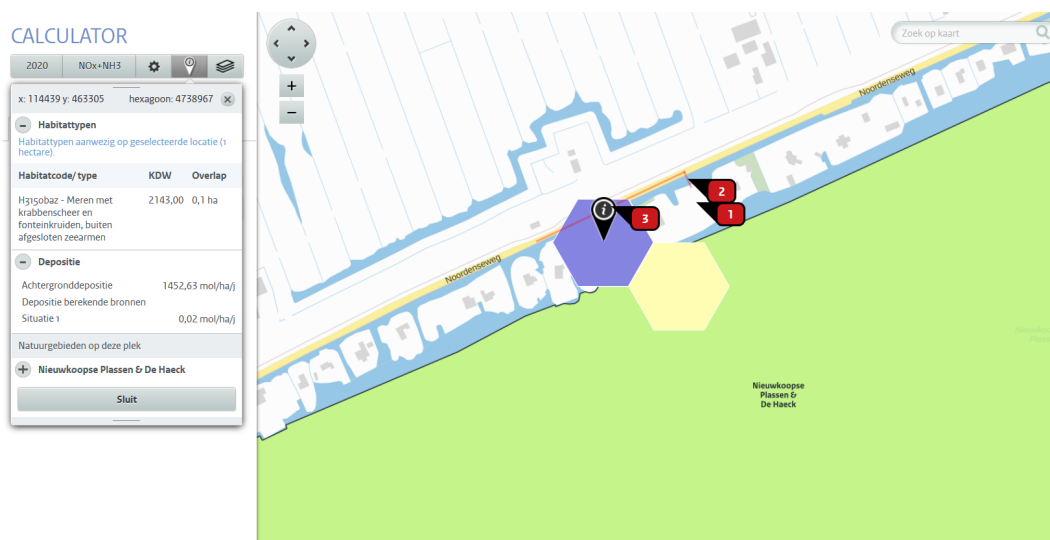 CALCULATOR
2020 NOx+NH3
x: 114439 y: 463305 hexagoon: 4738967
Habitattypen
Habitattypen aanwezig op geselecteerde locatie (1
hectare).
Habitatcode/ type KDW Overlap
H3150baz - Meren met 2143,00 0,1 ha
krabbenscheer en
fonteinkruiden, buiten
afgesloten zeearmen
Depositie
Achtergronddepositie 1452,63 mol/ha/j
Depositie berekende bronnen
Situatie 1 0,02 mol/ha/j
Natuurgebieden op deze plek
Nieuwkoopse Plassen & De Haeck
Sluit
Zoek op kaart
Noordenseweg
2
1
3
Noordenseweg
Nieuwkoopse
Plassen &
De Haeck